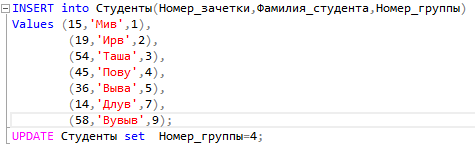 INSERT into Студенты(Номер_зачетки,Фамилия_студента,Номер_группы)
Values (15,'Мив',1),
(19,'Ирв',2),
(54,'Таша',3),
(45,'Пову',4),
(36,'Выва',5),
(14,'Длув',7),
(58,'Вувыв',9);
UPDATE Студенты set  Номер_группы=4;